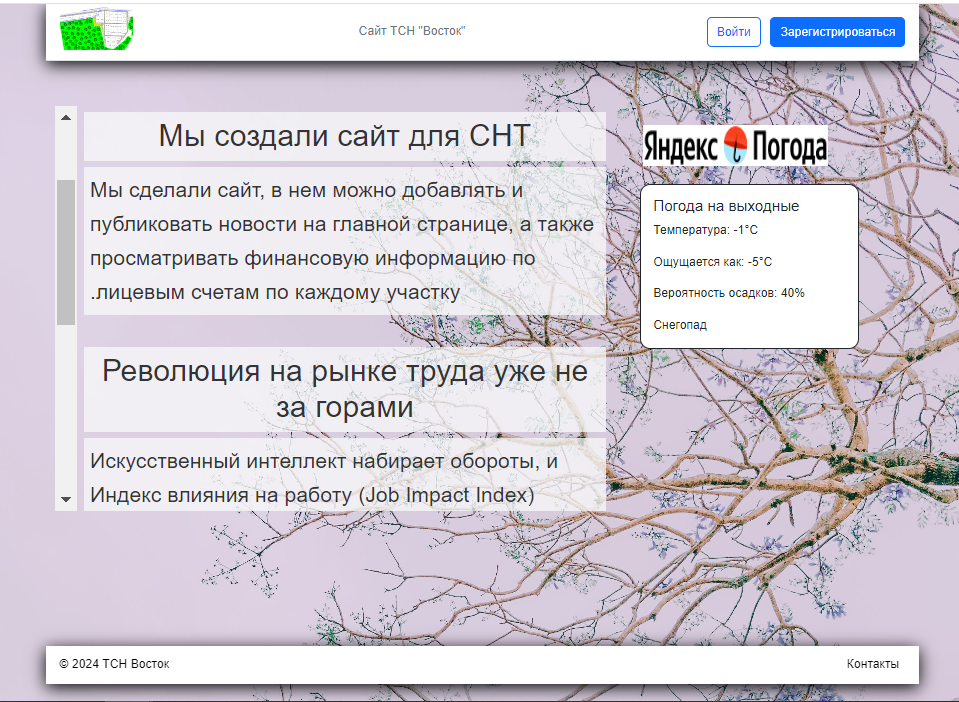 Сайт ТСН "Восток"
Войти
Зарегистрироваться
Мы создали сайт для СНТ
Мы сделали сайт, в нем можно добавлять и
публиковать новости на главной странице, а также
просматривать финансовую информацию по
.лицевым счетам по каждому участку
Революция на рынке труда уже не
за горами
Искусственный интеллект набирает обороты, и
Индекс влияния на работу (Job Impact Index)
Яндекс Погода
Погода на выходные
Температура: -1°C
Ощущается как: -5°C
Вероятность осадков: 40%
Снегопад
© 2024 ТСН Восток
Контакты